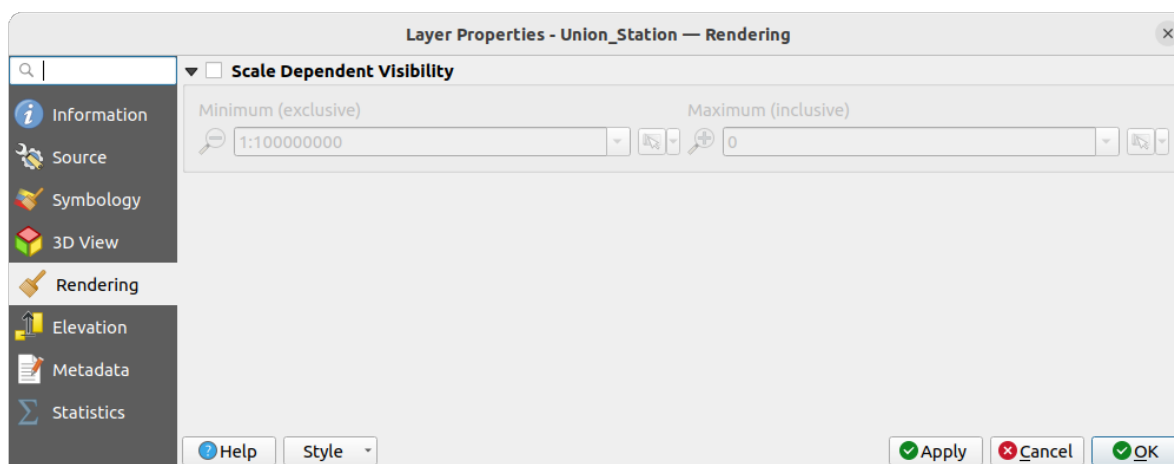 Layer Properties - Union_Station — Rendering
Scale Dependent Visibility
Information
Source
Symbology
3D View
Rendering
Elevation
Metadata
Statistics
Minimum (exclusive)
Maximum (inclusive)
1:100000000
0
Help
Style
Apply
Cancel
OK